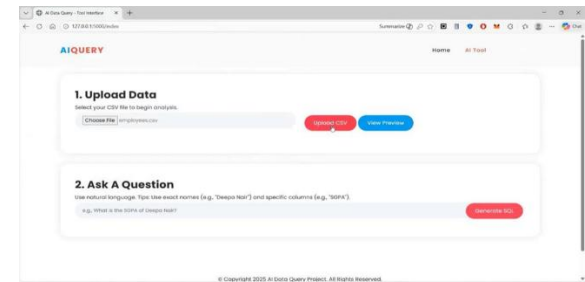 AI Data Query - Tool Interface
127.0.0.1:5000/index
Summarize
Chat
AIQUERY
Home
AI Tool
1. Upload Data
Select your CSV file to begin analysis.
Choose File employees.csv
Upload CSV
View Preview
2. Ask A Question
Use natural language. Tips: Use exact names (e.g., "Deepa Nair") and specific columns (e.g., "SGPA").
e.g., What is the SGPA of Deepa Nair?
Generate SQL
© Copyright 2025 AI Data Query Project. All Rights Reserved.